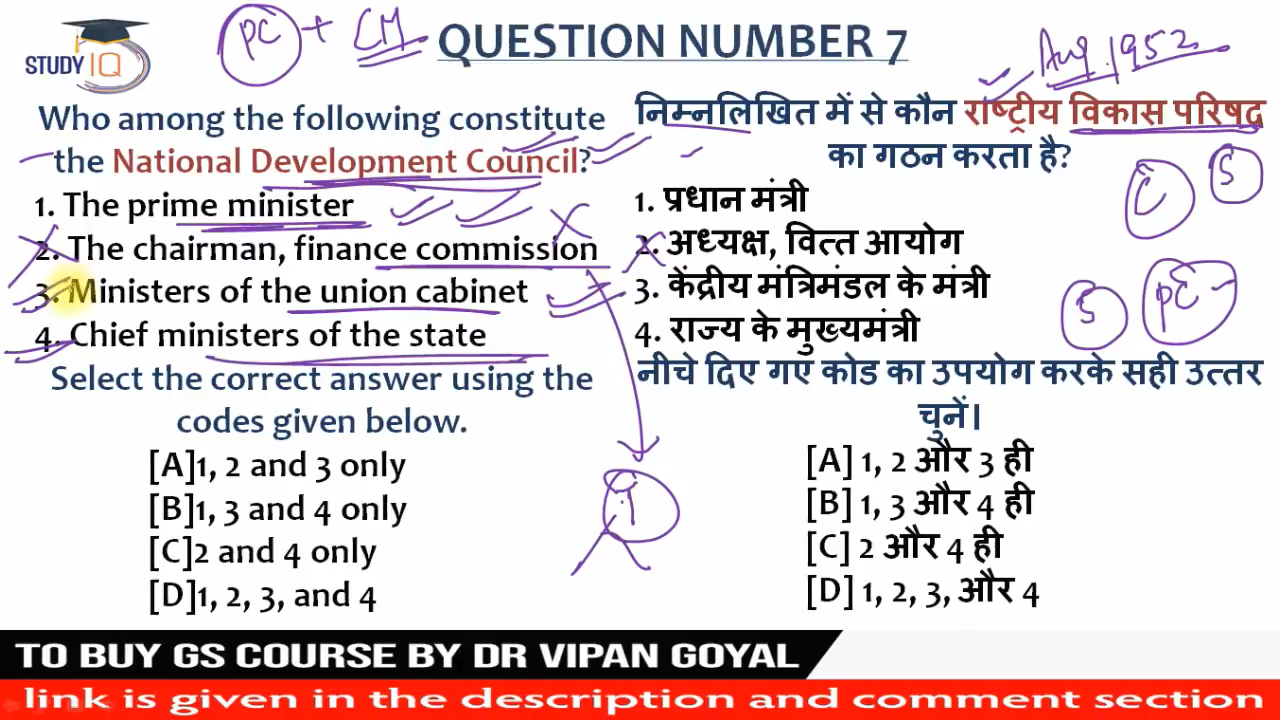 STUDY IQ
PC + CM
QUESTION NUMBER 7
Aug. 1952
Who among the following constitute
the National Development Council?
1. The prime minister
2. The chairman, finance commission
3. Ministers of the union cabinet
4. Chief ministers of the state
Select the correct answer using the
codes given below.
[A]1, 2 and 3 only
[B]1, 3 and 4 only
[C]2 and 4 only
[D]1, 2, 3, and 4
निम्नलिखित में से कौन राष्ट्रीय विकास परिषद
का गठन करता है?
C S
1. प्रधान मंत्री
2. अध्यक्ष, वित्त आयोग
3. केंद्रीय मंत्रिमंडल के मंत्री
4. राज्य के मुख्यमंत्री
5 PC
नीचे दिए गए कोड का उपयोग करके सही उत्तर
चुनें।
[A] 1, 2 और 3 ही
[B] 1, 3 और 4 ही
[C] 2 और 4 ही
[D] 1, 2, 3, और 4
TO BUY GS COURSE BY DR VIPAN GOYAL
link is given in the description and comment section